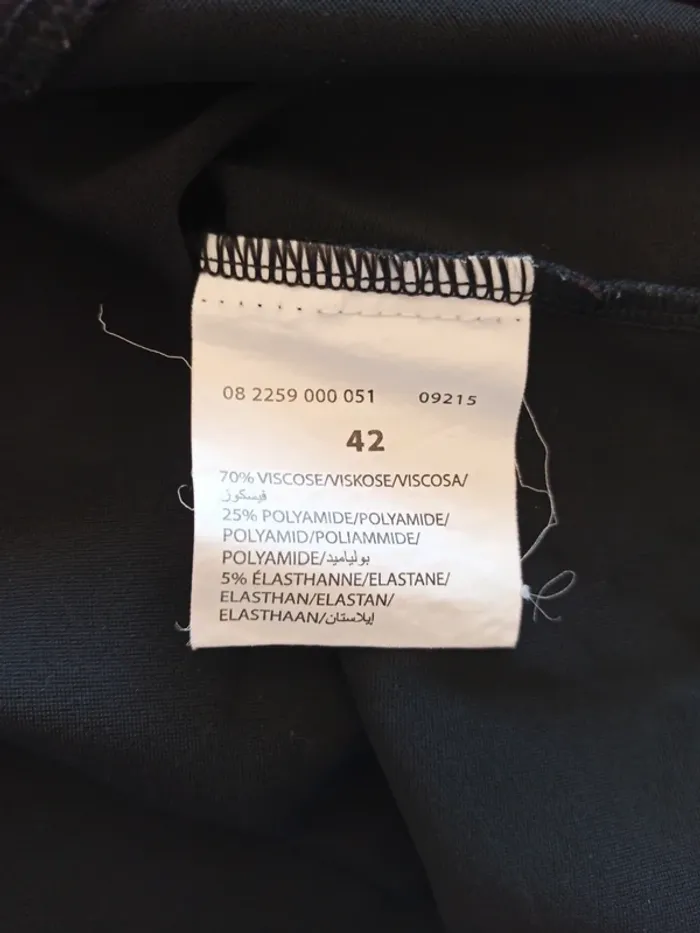 08 2259 000 051 09215
42
70% VISCOSE/VISKOSE/VISCOSA/
فيسكوز
25% POLYAMIDE/POLYAMIDE/
POLYAMID/POLIAMMIDE/
POLYAMIDE/بولياميد
5% ÉLASTHANNE/ELASTANE/
ELASTHAN/ELASTAN/
ELASTHAAN/إيلاستان